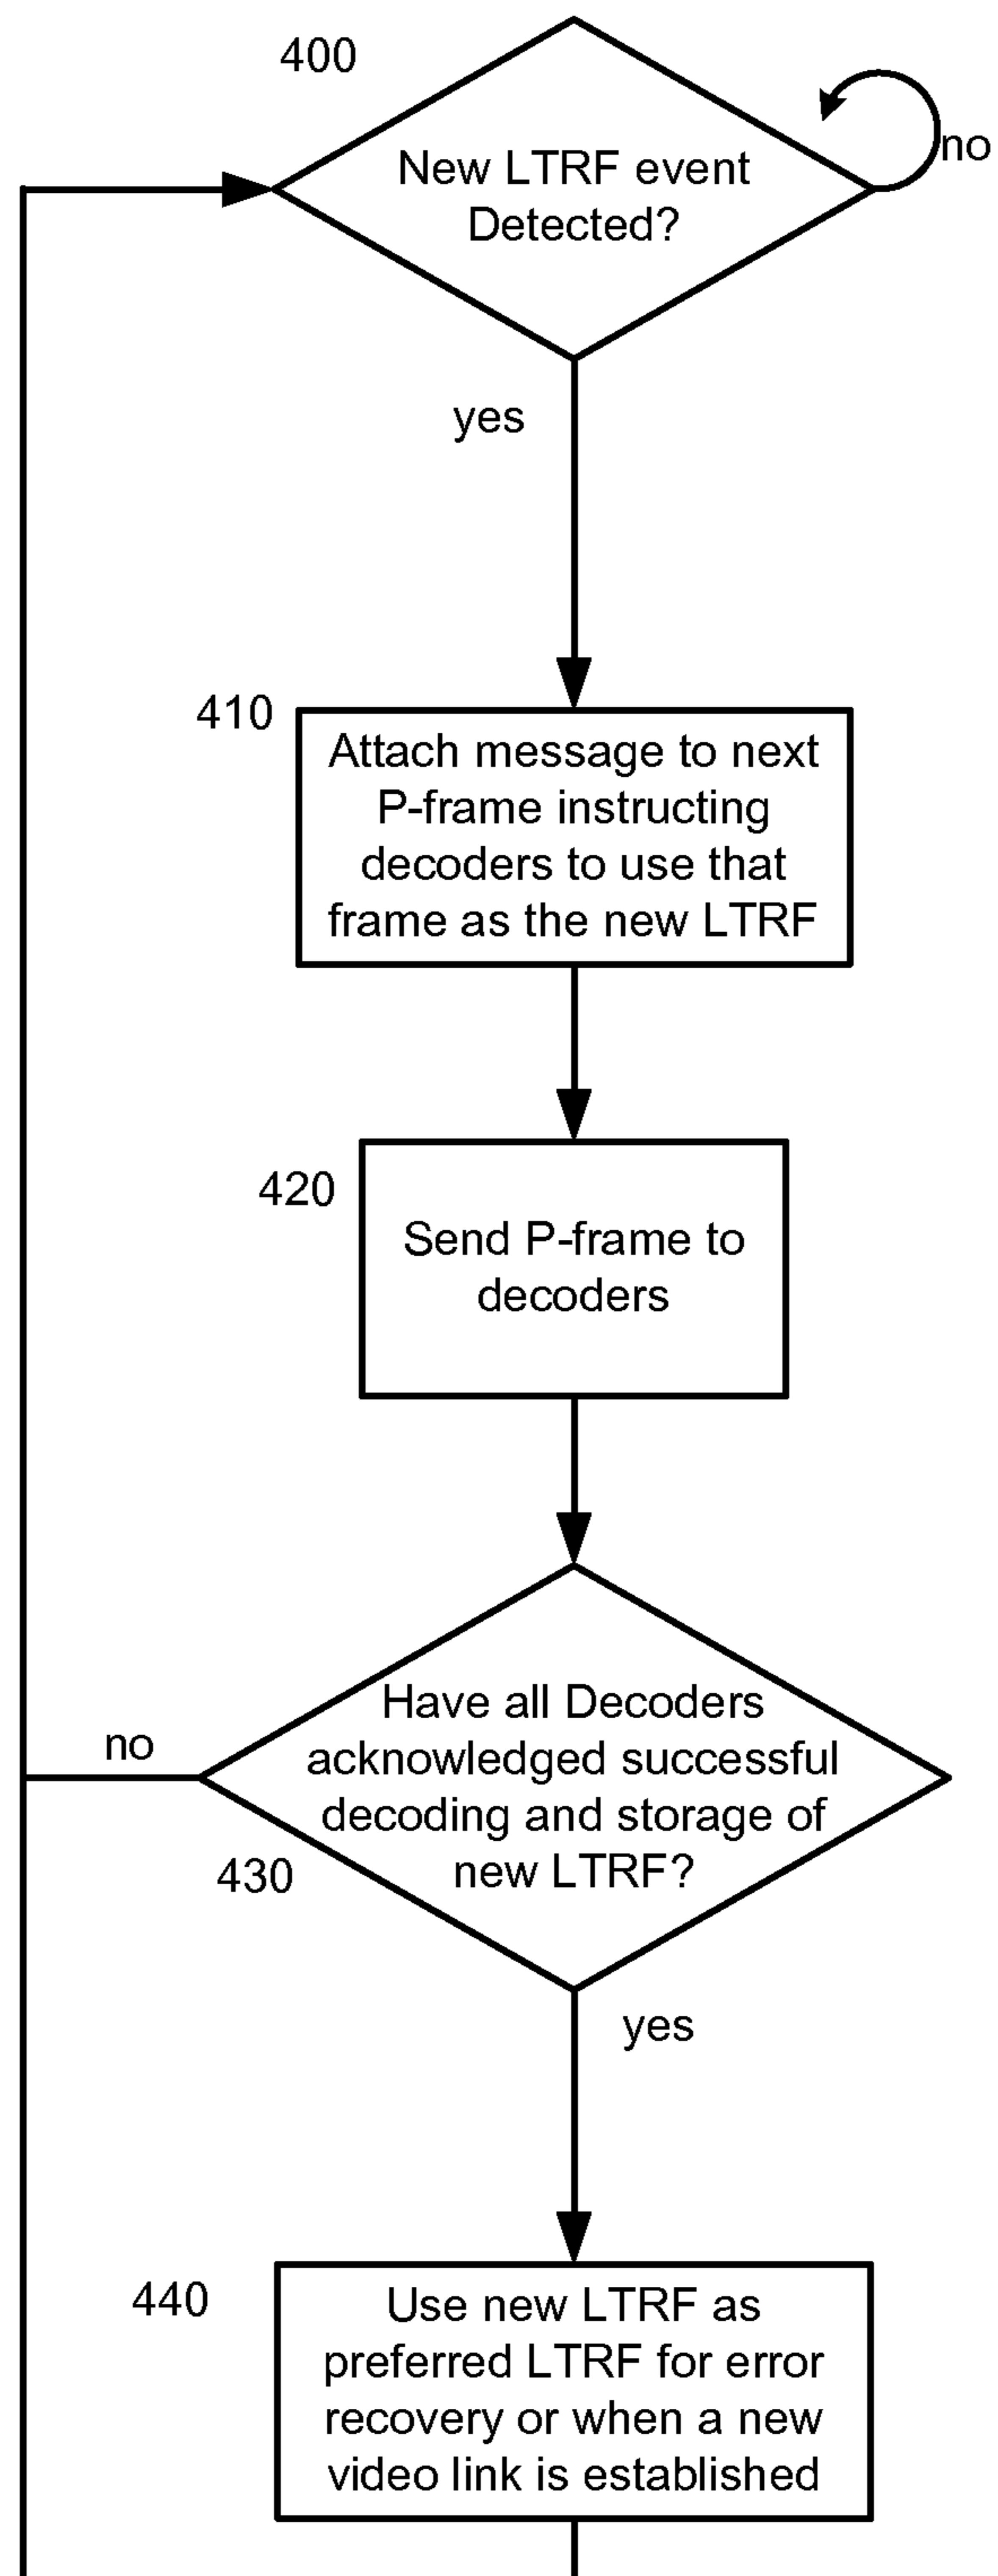 400
New LTRF event
Detected?
no
yes
410
Attach message to next
P-frame instructing
decoders to use that
frame as the new LTRF
420
Send P-frame to
decoders
Have all Decoders
acknowledged successful
decoding and storage of
new LTRF?
no
430
yes
440
Use new LTRF as
preferred LTRF for error
recovery or when a new
video link is established